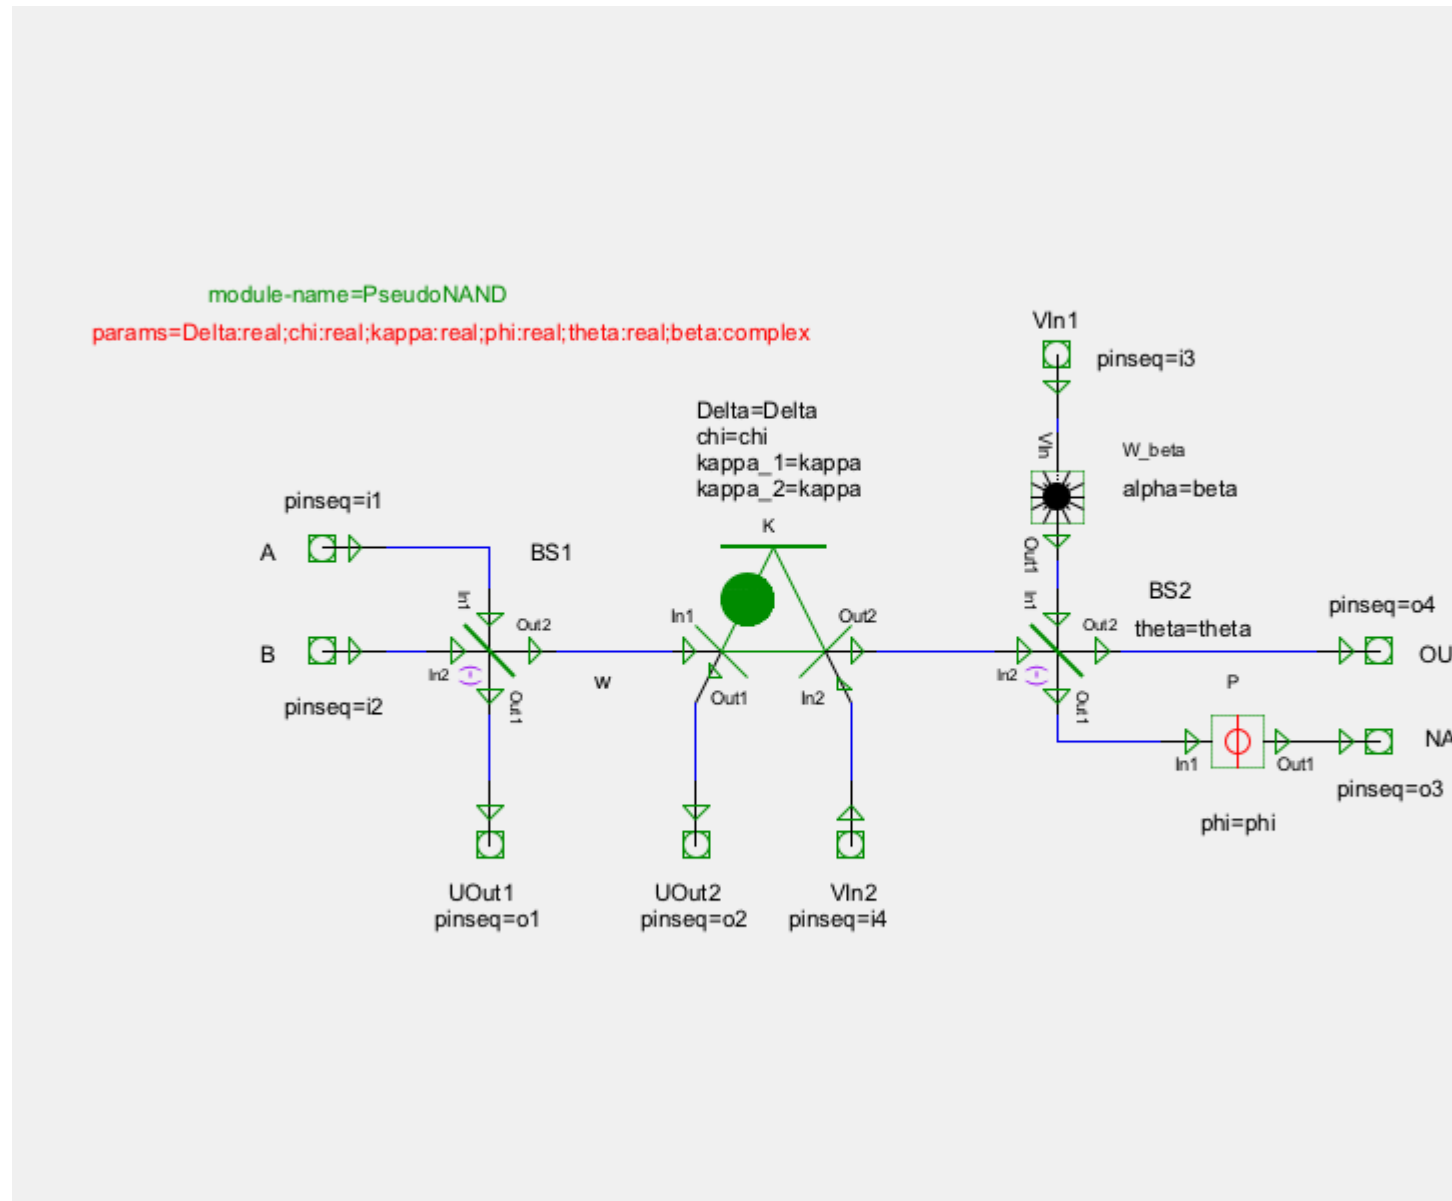 module-name=PseudoNAND
params=Delta:real;chi:real;kappa:real;phi:real;theta:real;beta:complex
VIn1
pinseq=i3
Delta=Delta
chi=chi
kappa_1=kappa
kappa_2=kappa
VIn
W_beta
alpha=beta
pinseq=i1
K
A
BS1
Out1
In1
In1
BS2
pinseq=o4
In1
Out2
Out2
Out2
theta=theta
B
OU
In2
In2
W
Out1
Out1
In2
Out1
P
pinseq=i2
NA
In1
Out1
pinseq=o3
phi=phi
UOut1
pinseq=o1
UOut2
pinseq=o2
VIn2
pinseq=i4